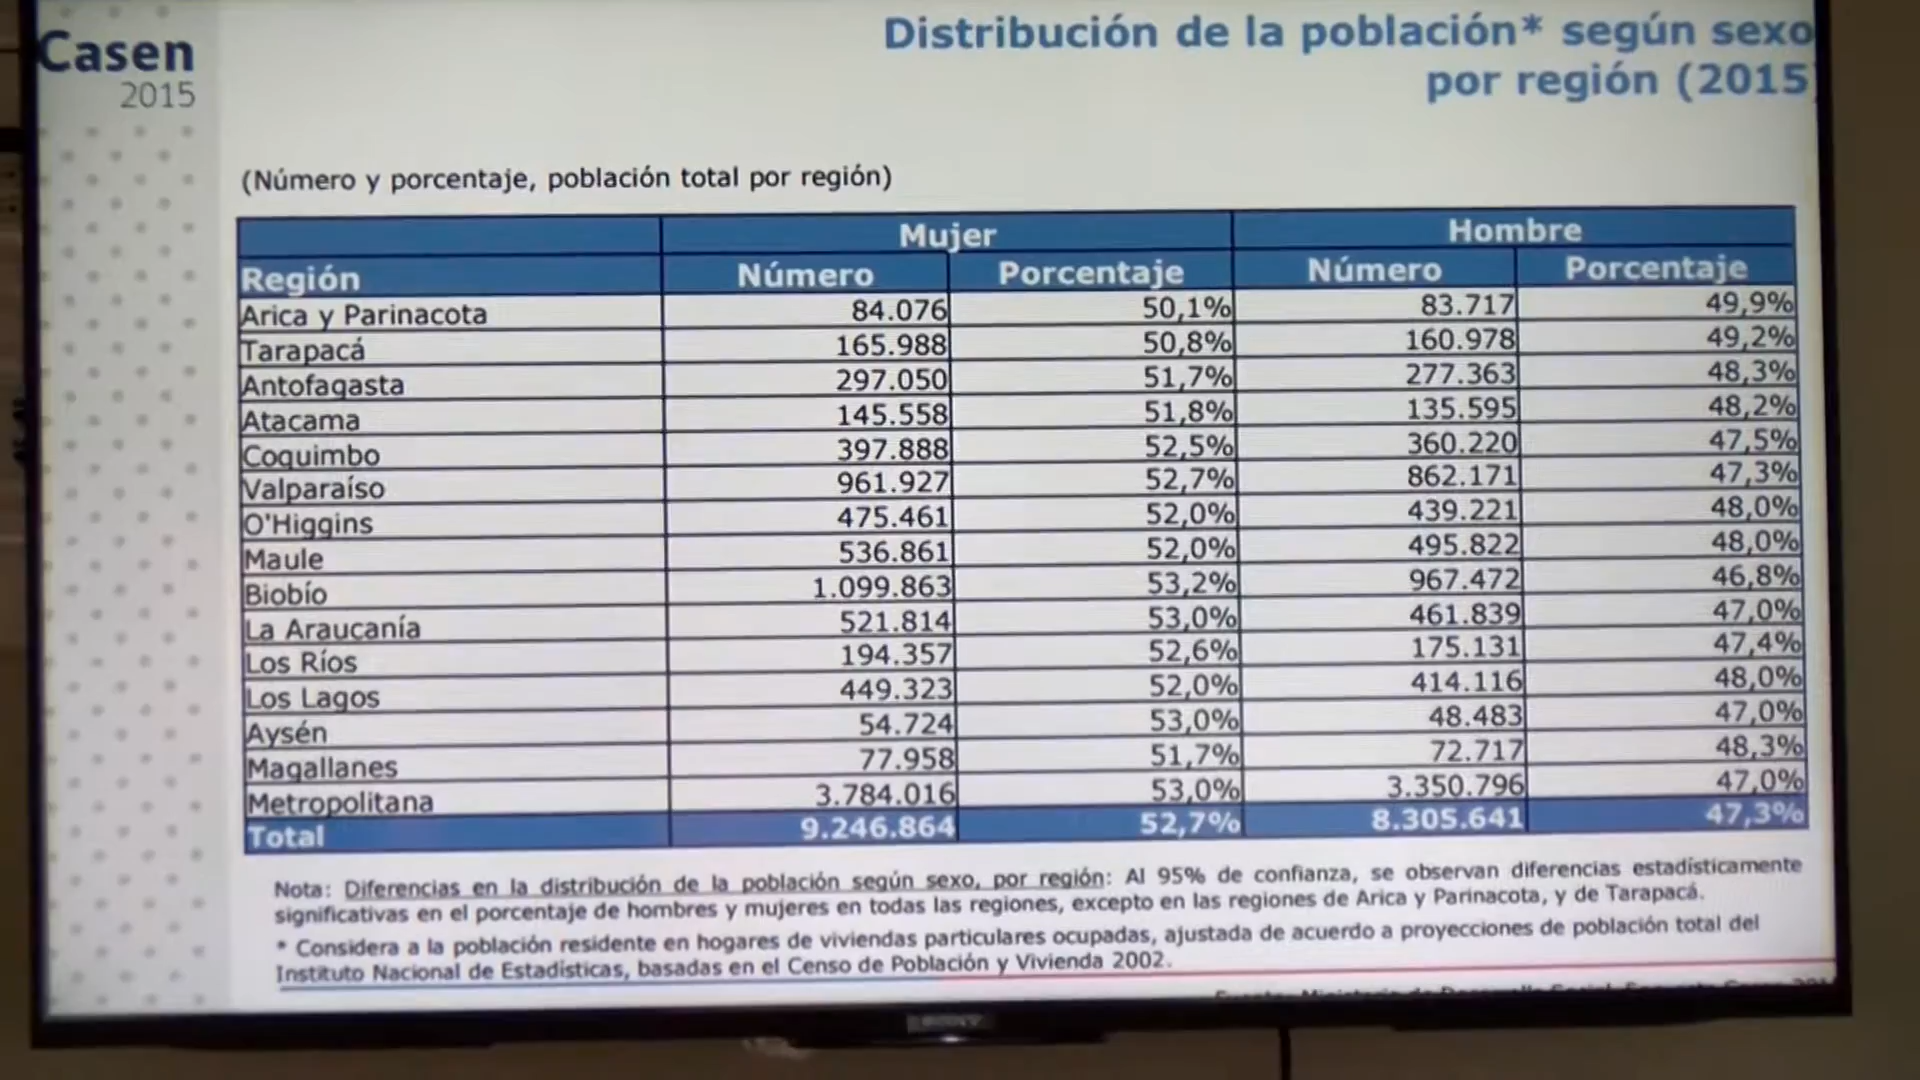 Casen
2015
Distribución de la población* según sexo
por región (2015)
(Número y porcentaje, población total por región)
Mujer Hombre
Región Número Porcentaje Número Porcentaje
Arica y Parinacota 84.076 50,1% 83.717 49,9%
Tarapacá 165.988 50,8% 160.978 49,2%
Antofagasta 297.050 51,7% 277.363 48,3%
Atacama 145.558 51,8% 135.595 48,2%
Coquimbo 397.888 52,5% 360.220 47,5%
Valparaíso 961.927 52,7% 862.171 47,3%
O'Higgins 475.461 52,0% 439.221 48,0%
Maule 536.861 52,0% 495.822 48,0%
Biobío 1.099.863 53,2% 967.472 46,8%
La Araucanía 521.814 53,0% 461.839 47,0%
Los Ríos 194.357 52,6% 175.131 47,4%
Los Lagos 449.323 52,0% 414.116 48,0%
Aysén 54.724 53,0% 48.483 47,0%
Magallanes 77.958 51,7% 72.717 48,3%
Metropolitana 3.784.016 53,0% 3.350.796 47,0%
Total 9.246.864 52,7% 8.305.641 47,3%
Nota: Diferencias en la distribución de la población según sexo, por región: Al 95% de confianza, se observan diferencias estadísticamente
significativas en el porcentaje de hombres y mujeres en todas las regiones, excepto en las regiones de Arica y Parinacota, y de Tarapacá.
* Considera a la población residente en hogares de viviendas particulares ocupadas, ajustada de acuerdo a proyecciones de población total del
Instituto Nacional de Estadísticas, basadas en el Censo de Población y Vivienda 2002.
SONY